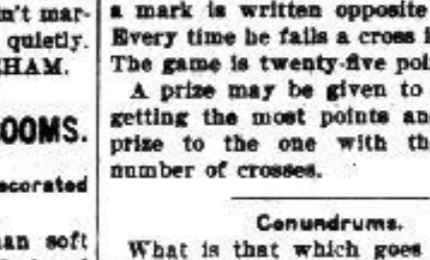 n't mar-
quietly.
HAM.
OOMS.
ecorated
an soft
a mark is written opposite
Every time he fails a cross i
The game is twenty-five poi
A prize may be given to
getting the most points an
prize to the one with th
number of crosses.
Conundrums.
What is that which goes